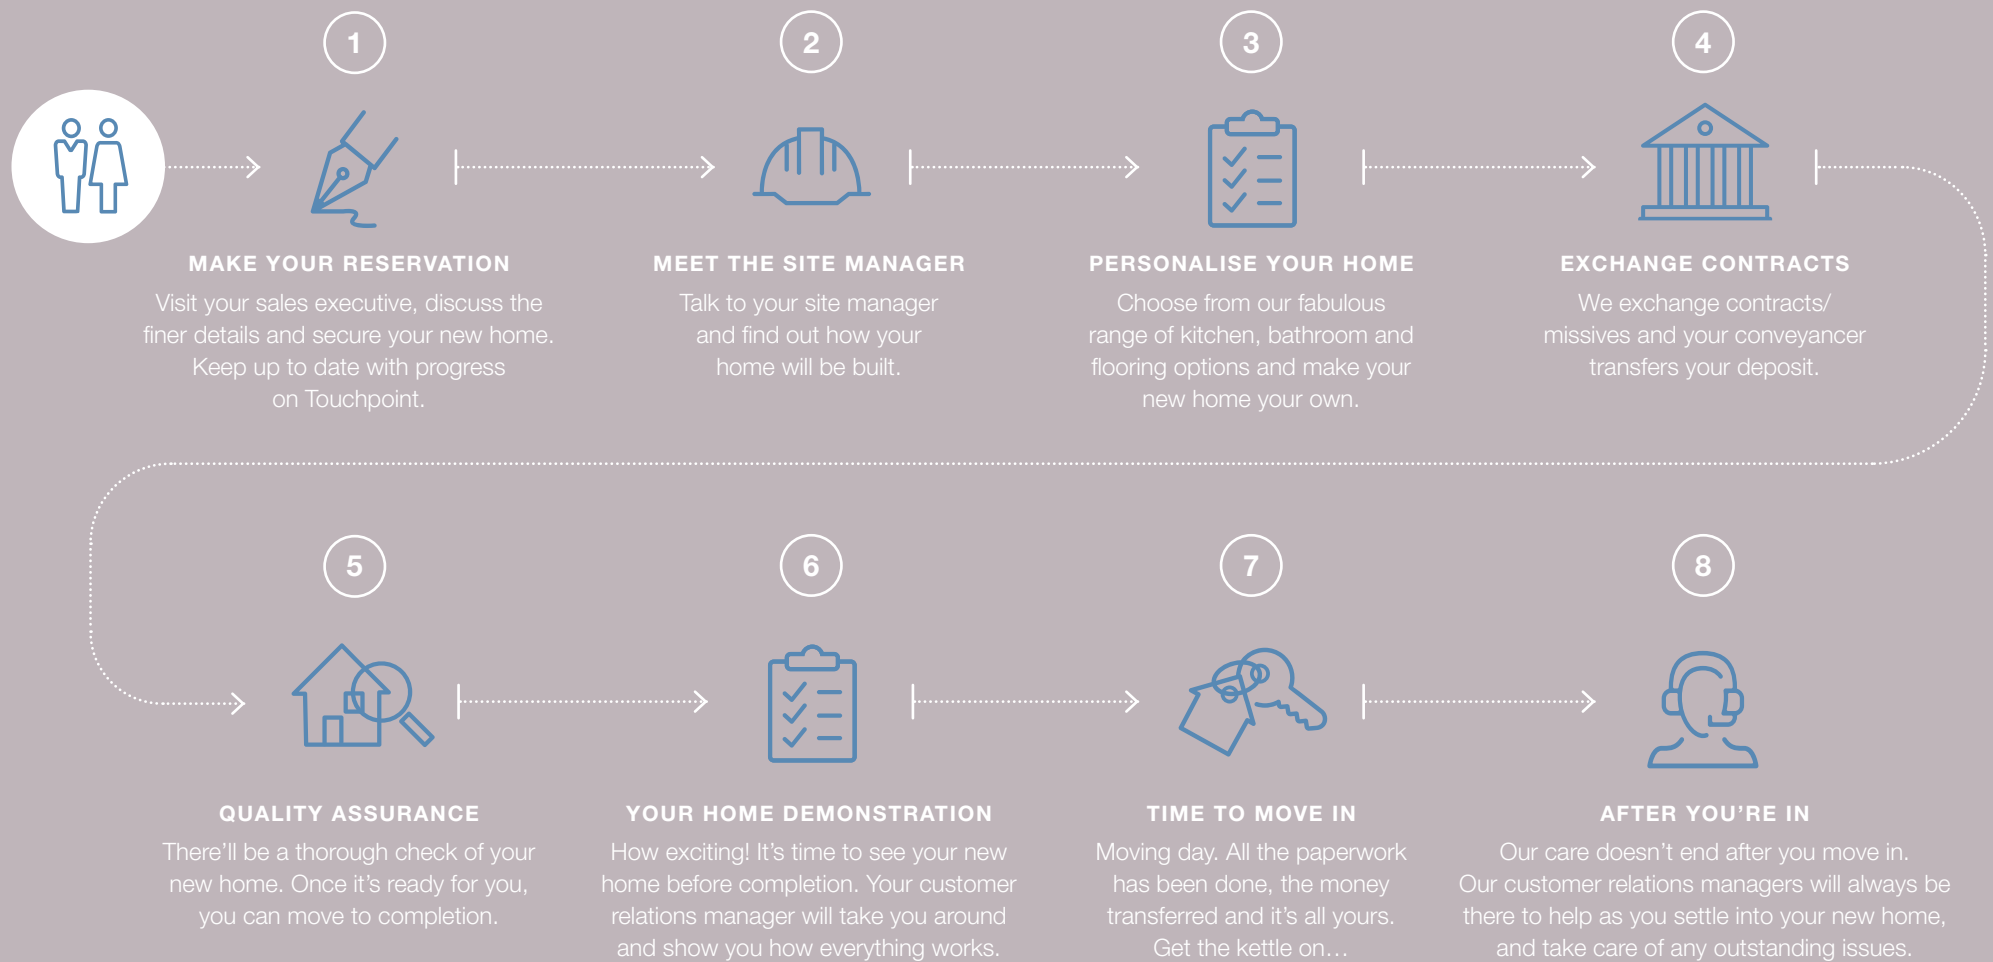 1
MAKE YOUR RESERVATION
Visit your sales executive, discuss the
finer details and secure your new home.
Keep up to date with progress
on Touchpoint.
2
MEET THE SITE MANAGER
Talk to your site manager
and find out how your
home will be built.
3
PERSONALISE YOUR HOME
Choose from our fabulous
range of kitchen, bathroom and
flooring options and make your
new home your own.
4
EXCHANGE CONTRACTS
We exchange contracts/
missives and your conveyancer
transfers your deposit.
5
QUALITY ASSURANCE
There’ll be a thorough check of your
new home. Once it’s ready for you,
you can move to completion.
6
YOUR HOME DEMONSTRATION
How exciting! It’s time to see your new
home before completion. Your customer
relations manager will take you around
and show you how everything works.
7
TIME TO MOVE IN
Moving day. All the paperwork
has been done, the money
transferred and it’s all yours.
Get the kettle on…
8
AFTER YOU’RE IN
Our care doesn’t end after you move in.
Our customer relations managers will always be
there to help as you settle into your new home,
and take care of any outstanding issues.